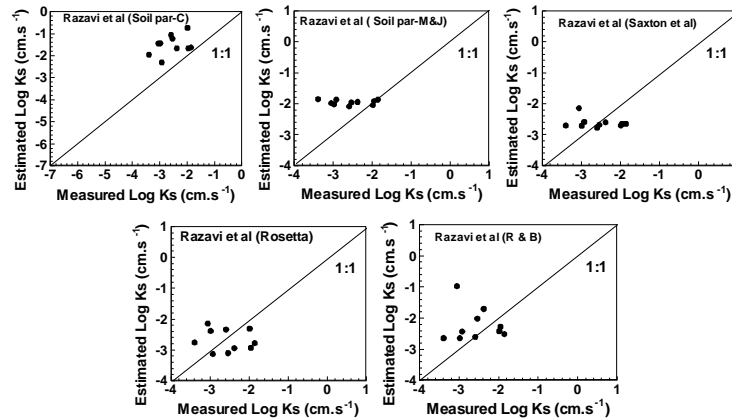 Razavi et al (Soil par-C)
1:1
Estimated Log Ks (cm.s⁻¹)
0
-1
-2
-3
-4
-5
-6
-7
-7 -6 -5 -4 -3 -2 -1 0
Measured Log Ks (cm.s⁻¹)
Razavi et al ( Soil par-M&J)
1:1
Estimated Log Ks (cm.s⁻¹)
1
0
-1
-2
-3
-4
-4 -3 -2 -1 0 1
Measured Log Ks (cm.s⁻¹)
Razavi et al (Saxton et al)
1:1
Estimated Log Ks (cm.s⁻¹)
1
0
-1
-2
-3
-4
-4 -3 -2 -1 0
Measured Log Ks (cm.s⁻¹)
Razavi et al (Rosetta)
1:1
Estimated Log Ks (cm.s⁻¹)
1
0
-1
-2
-3
-4
-4 -3 -2 -1 0 1
Measured Log Ks (cm.s⁻¹)
Razavi et al (R & B)
1:1
Estimated Log Ks (cm.s⁻¹)
1
0
-1
-2
-3
-4
-4 -3 -2 -1 0 1
Measured Log Ks (cm.s⁻¹)